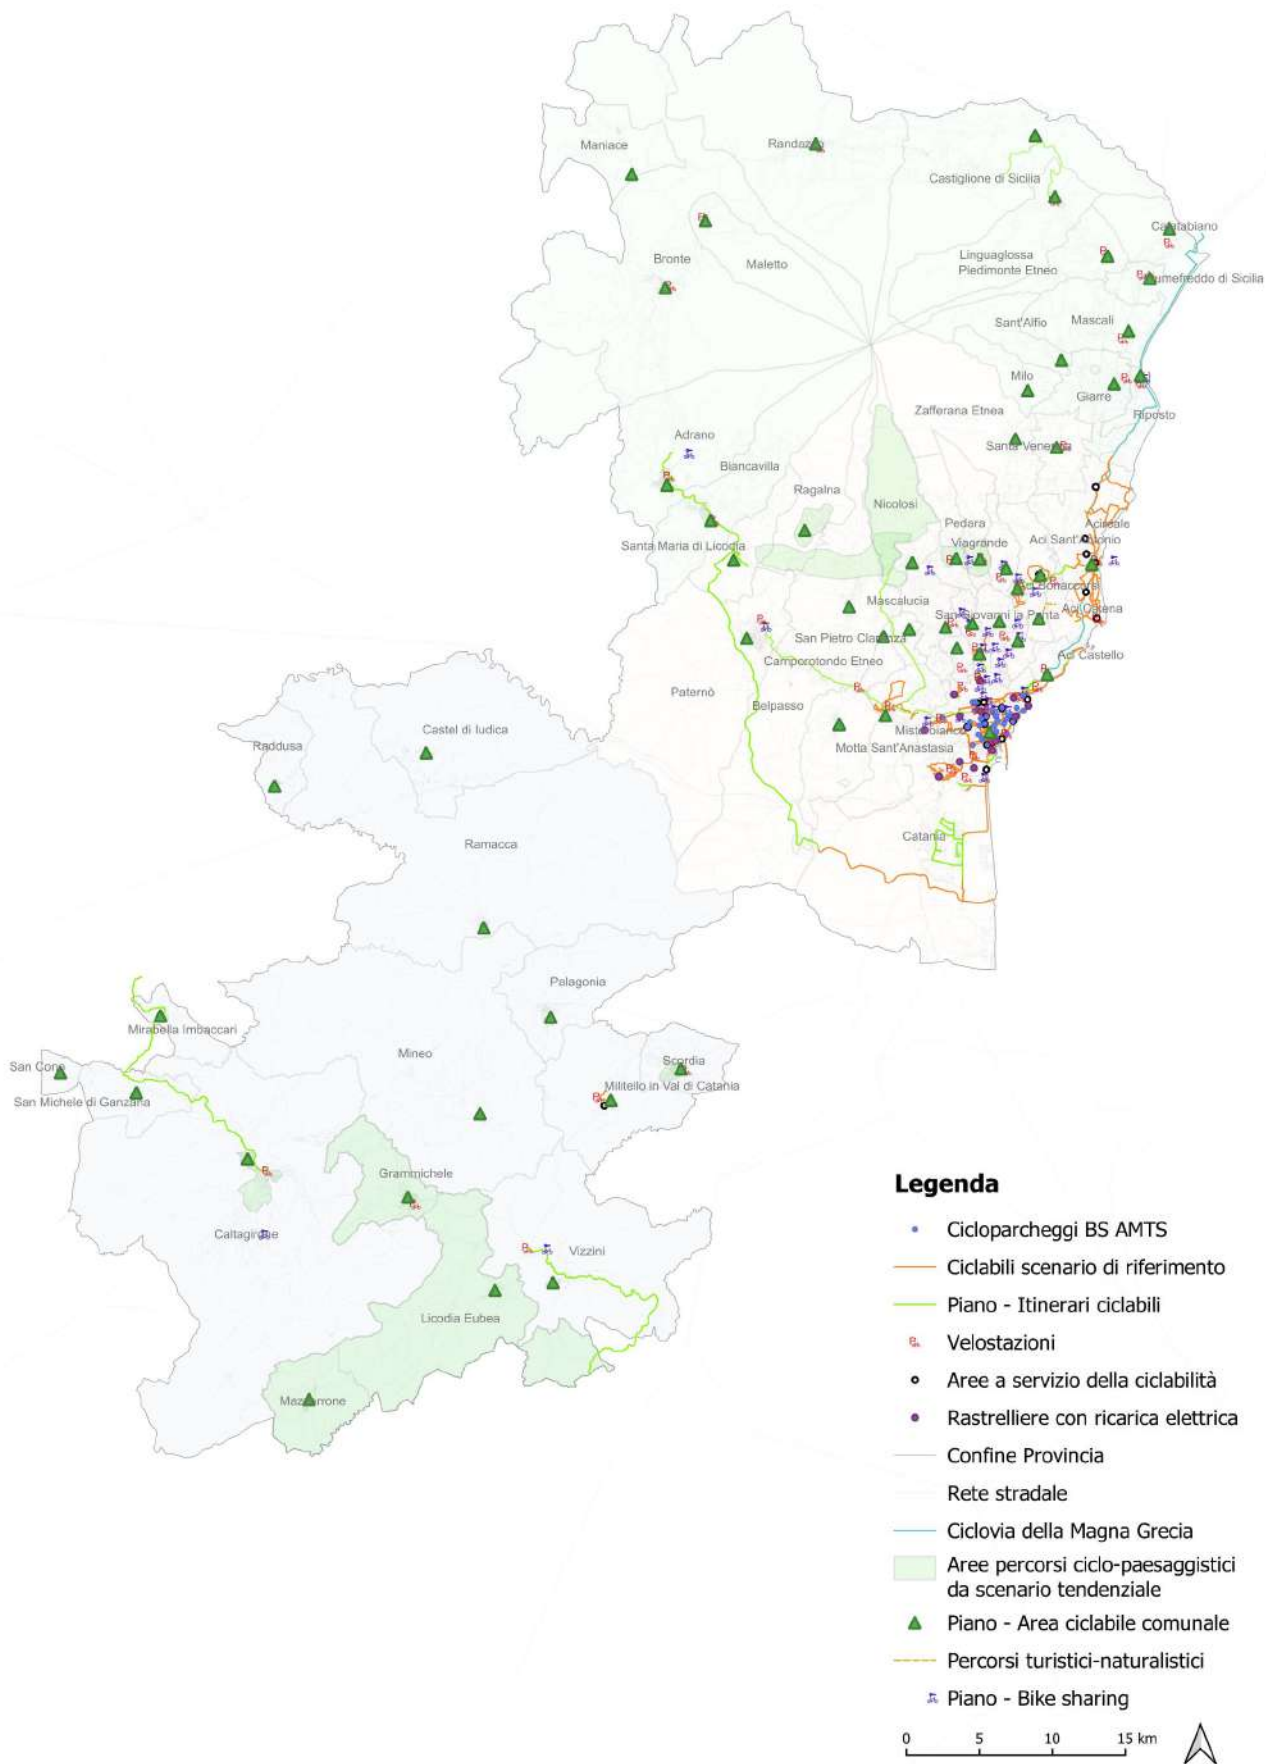 Maniace
Randazzo
Castiglione di Sicilia
Calatabiano
Linguaglossa
Piedimonte Etneo
Bronte
Maletto
umefreddo di Sicilia
Sant'Alfio
Mascali
Milo
Giarre
Riposto
Zafferana Etnea
Santa Venerina
Adrano
Biancavilla
Ragalna
Nicolosi
Pedara
Viagrande
Acireale
Aci Sant'Antonio
Santa Maria di Licodia
Aci Bonaccorsi
Mascalucia
San Giovanni la Punta
Aci Catena
San Pietro Clarenza
Aci Castello
Camporotondo Etneo
Paternò
Belpasso
Misterbianco
Motta Sant'Anastasia
Castel di Iudica
Raddusa
Catania
Ramacca
Palagonia
Mirabella Imbaccari
Mineo
San Cono
Scordia
Militello in Val di Catania
San Michele di Ganzaria
Grammichele
Caltagirone
Vizzini
Licodia Eubea
Mazzarrone
Legenda
Cicloparcheggi BS AMTS
Ciclabili scenario di riferimento
Piano - Itinerari ciclabili
Velostazioni
Aree a servizio della ciclabilità
Rastrelliere con ricarica elettrica
Confine Provincia
Rete stradale
Ciclovia della Magna Grecia
Aree percorsi ciclo-paesaggistici
da scenario tendenziale
Piano - Area ciclabile comunale
Percorsi turistici-naturalistici
Piano - Bike sharing
0 5 10 15 km